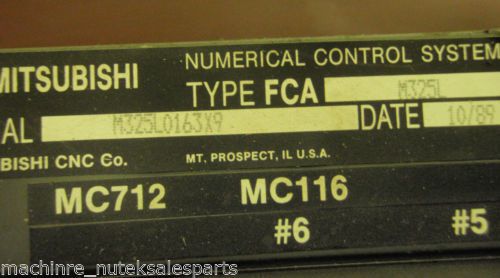 NUMERICAL CONTROL SYSTEM
MITSUBISHI
TYPE FCA M325L
AL M325L0163X9 DATE 10/89
BISHI CNC Co. MT. PROSPECT, IL U.S.A.
MC712 MC116
#6 #5
machinre_nuteksalesparts